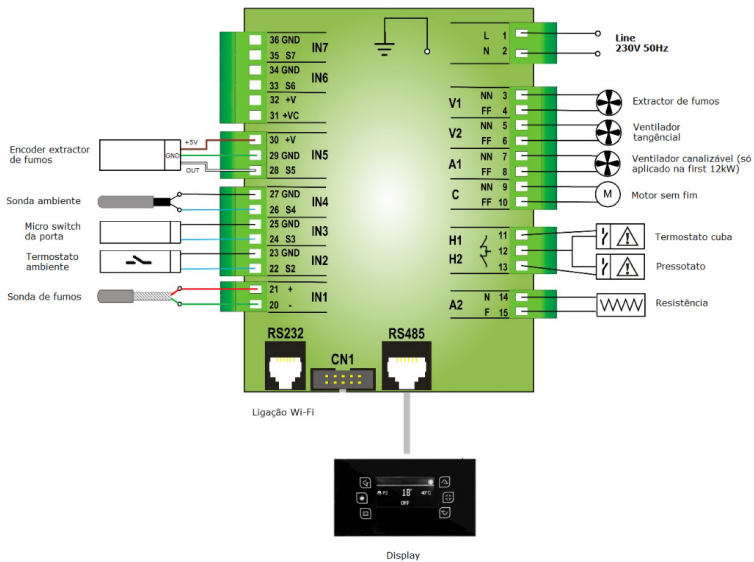 36 GND
IN7
35 S7
34 GND
IN6
33 S6
32 +V
31 +VC
L 1
N 2
Line
230V 50Hz
Encoder extractor
de fumos
+5V
GND
OUT
30 +V
29 GND
IN5
28 S5
V1
NN 3
FF 4
Extractor de fumos
V2
NN 5
FF 6
Ventilador
tangêncial
A1
NN 7
FF 8
Ventilador canalizável (só
aplicado na first 12kW)
C
NN 9
FF 10
M
Motor sem fim
Sonda ambiente
27 GND
IN4
26 S4
Micro switch
da porta
25 GND
IN3
24 S3
Termostato
ambiente
23 GND
IN2
22 S2
H1
11
12
H2
13
Termostato cuba
Pressotato
Sonda de fumos
21 +
IN1
20 -
A2
N 14
F 15
Resistência
RS232
CN1
RS485
Ligação Wi-Fi
P2
18°
40°C
OFF
Display